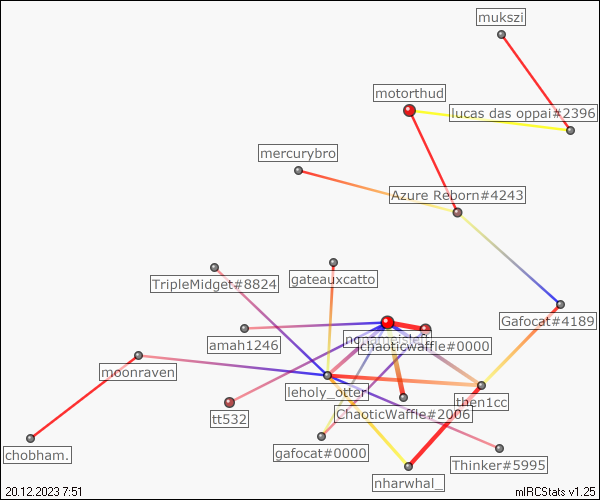 mukszi
motorthud
lucas das oppai#2396
mercurybro
Azure Reborn#4243
gateauxcatto
TripleMidget#8824
Gafocat#4189
amah1246
chaoticwaffle#0000
moonraven
leholy_otter
then1cc
ChaoticWaffle#2006
tt532
gafocat#0000
chobham.
Thinker#5995
nharwhal_
20.12.2023 7:51
mIRCStats v1.25